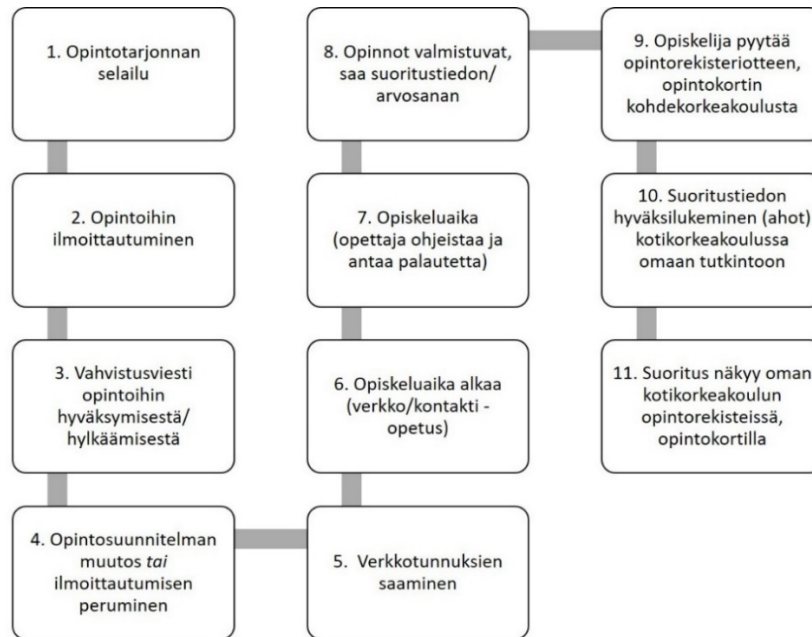 1. Opintotarjonnan
selailu
2. Opintoihin
ilmoittautuminen
3. Vahvistusviesti
opintoihin
hyväksymisestä/
hylkäämisestä
4. Opintosuunnitelman
muutos tai
ilmoittautumisen
peruminen
5. Verkkotunnuksien
saaminen
6. Opiskeluaika alkaa
(verkko/kontakti -
opetus)
7. Opiskeluaika
(opettaja ohjeistaa ja
antaa palautetta)
8. Opinnot valmistuvat,
saa suoritustiedon/
arvosanan
9. Opiskelija pyytää
opintorekisteriotteen,
opintokortin
kohdekorkeakoulusta
10. Suoritustiedon
hyväksilukeminen (ahot)
kotikorkeakoulussa
omaan tutkintoon
11. Suoritus näkyy oman
kotikorkeakoulun
opintorekisteissä,
opintokortilla